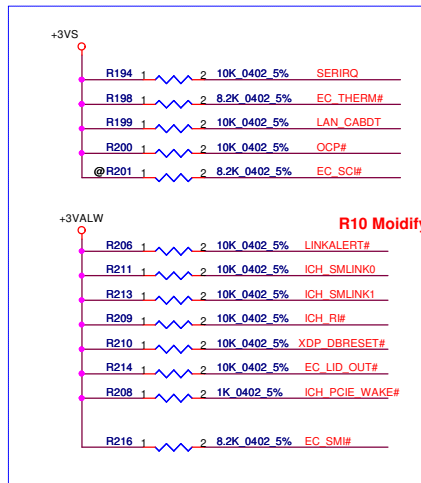 +3VS
R194 1 2 10K_0402_5% SERIRQ
R198 1 2 8.2K_0402_5% EC_THERM#
R199 1 2 10K_0402_5% LAN_CABDT
R200 1 2 10K_0402_5% OCP#
@R201 1 2 8.2K_0402_5% EC_SCI#
+3VALW
R10 Moidify
R206 1 2 10K_0402_5% LINKALERT#
R211 1 2 10K_0402_5% ICH_SMLINK0
R213 1 2 10K_0402_5% ICH_SMLINK1
R209 1 2 10K_0402_5% ICH_RI#
R210 1 2 10K_0402_5% XDP_DBRESET#
R214 1 2 10K_0402_5% EC_LID_OUT#
R208 1 2 1K_0402_5% ICH_PCIE_WAKE#
R216 1 2 8.2K_0402_5% EC_SMI#